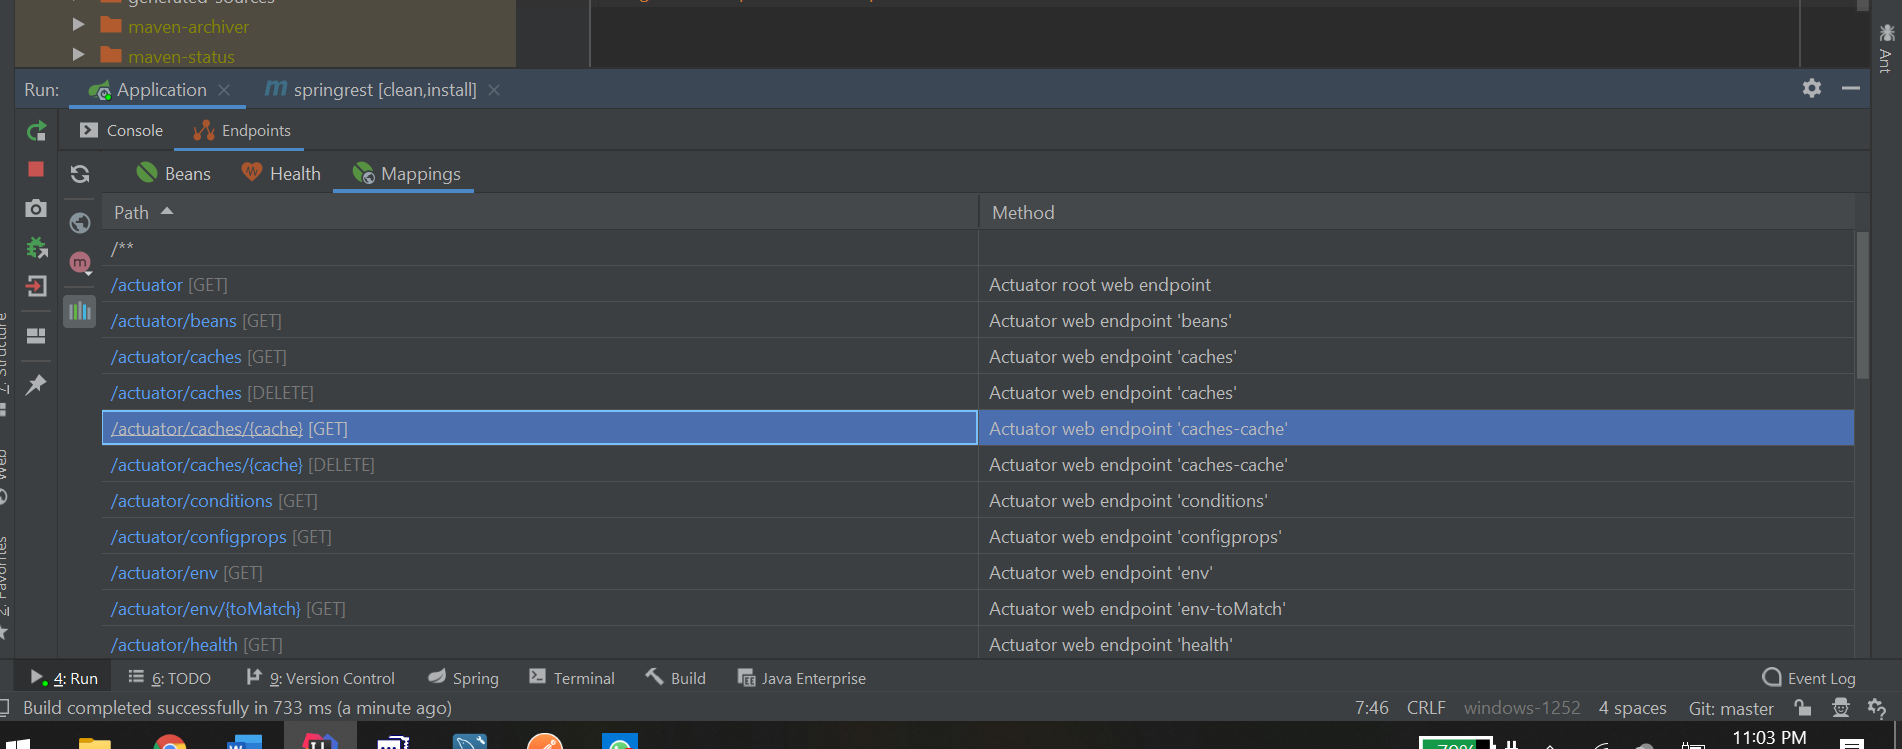 generated-sources
maven-archiver
maven-status
Ant
Run: Application springrest [clean,install]
Console Endpoints
Beans Health Mappings
Path Method
/**
/actuator [GET] Actuator root web endpoint
/actuator/beans [GET] Actuator web endpoint 'beans'
/actuator/caches [GET] Actuator web endpoint 'caches'
/actuator/caches [DELETE] Actuator web endpoint 'caches'
/actuator/caches/{cache} [GET] Actuator web endpoint 'caches-cache'
/actuator/caches/{cache} [DELETE] Actuator web endpoint 'caches-cache'
/actuator/conditions [GET] Actuator web endpoint 'conditions'
/actuator/configprops [GET] Actuator web endpoint 'configprops'
/actuator/env [GET] Actuator web endpoint 'env'
/actuator/env/{toMatch} [GET] Actuator web endpoint 'env-toMatch'
/actuator/health [GET] Actuator web endpoint 'health'
7: Structure
Web
2: Favorites
4: Run 6: TODO 9: Version Control Spring Terminal Build Java Enterprise Event Log
Build completed successfully in 733 ms (a minute ago) 7:46 CRLF windows-1252 4 spaces Git: master
11:03 PM